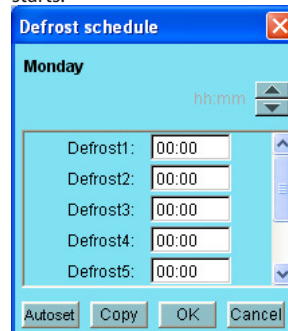 starts.
Defrost schedule
Monday
hh:mm
Defrost1: 00:00
Defrost2: 00:00
Defrost3: 00:00
Defrost4: 00:00
Defrost5: 00:00
Autoset Copy OK Cancel